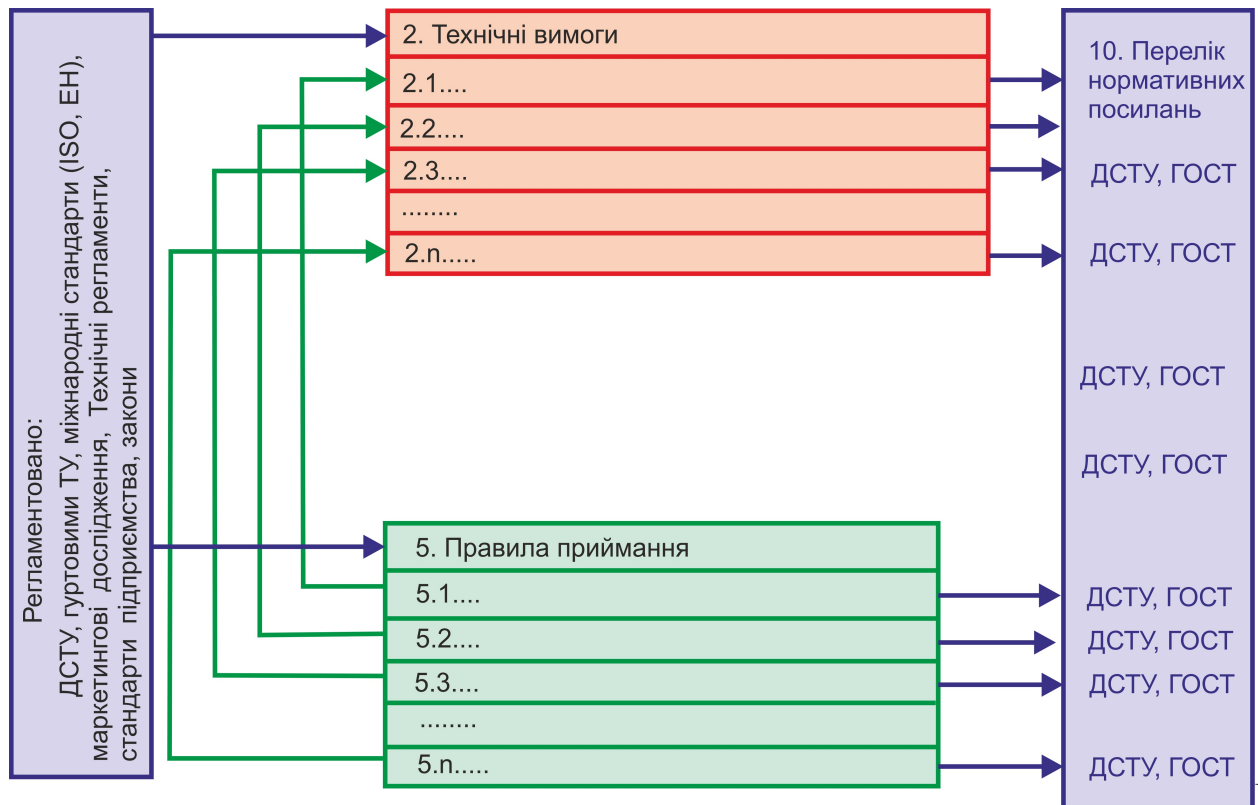 Регламентовано:
ДСТУ, гуртовими ТУ, міжнародні стандарти (ISO, ЕН),
маркетингові дослідження, Технічні регламенти,
стандарти підприємства, закони
2. Технічні вимоги
2.1....
2.2....
2.3....
........
2.n.....
5. Правила приймання
5.1....
5.2....
5.3....
........
5.n.....
10. Перелік
нормативних
посилань
ДСТУ, ГОСТ
ДСТУ, ГОСТ
ДСТУ, ГОСТ
ДСТУ, ГОСТ
ДСТУ, ГОСТ
ДСТУ, ГОСТ
ДСТУ, ГОСТ
ДСТУ, ГОСТ